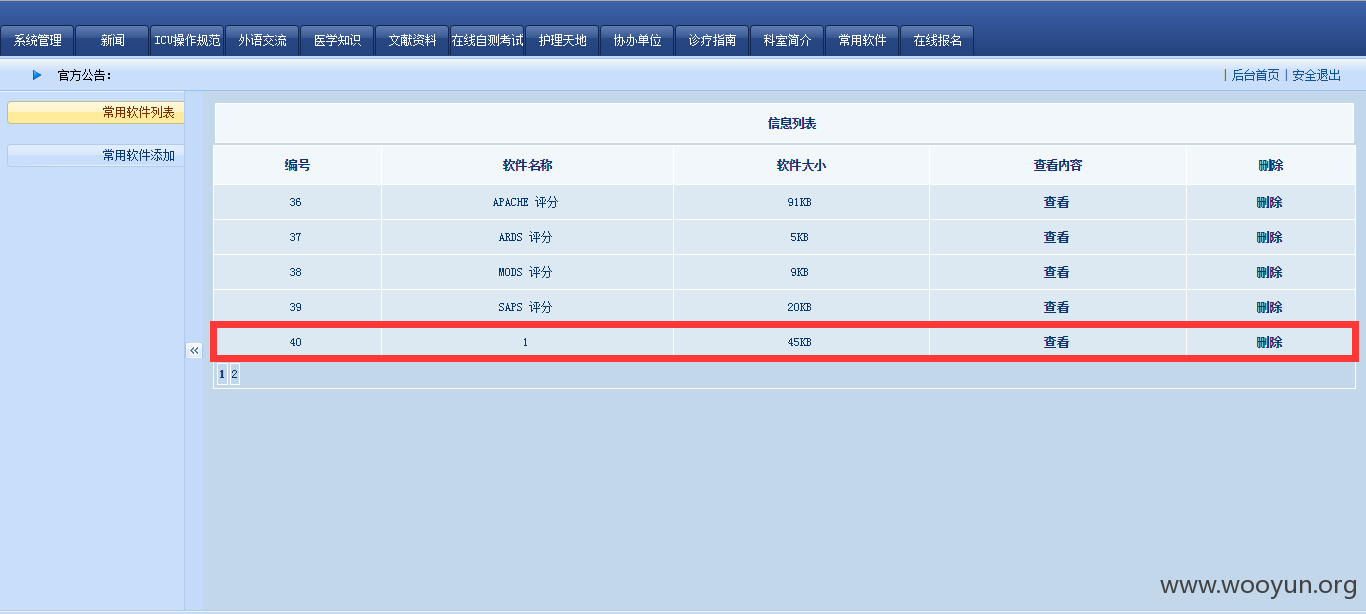 系统管理 新闻 ICU操作规范 外语交流 医学知识 文献资料 在线自测考试 护理天地 协办单位 诊疗指南 科室简介 常用软件 在线报名
官方公告: | 后台首页 | 安全退出
常用软件列表
常用软件添加
信息列表
编号 软件名称 软件大小 查看内容 删除
36 APACHE 评分 91KB 查看 删除
37 ARDS 评分 5KB 查看 删除
38 MODS 评分 9KB 查看 删除
39 SAPS 评分 20KB 查看 删除
40 1 45KB 查看 删除
1 2
www.wooyun.org